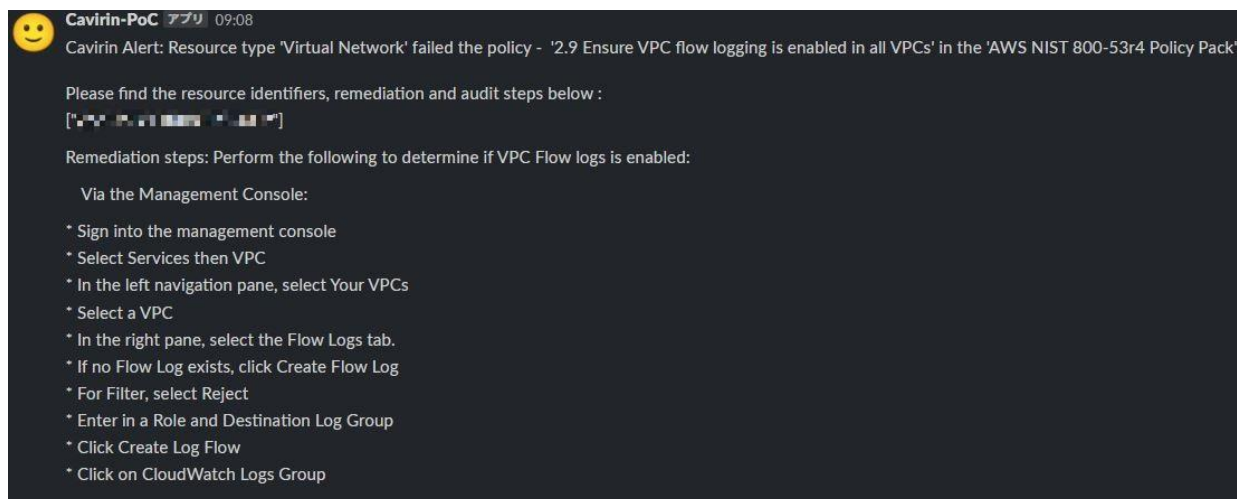 Cavirin-PoC アプリ 09:08
Cavirin Alert: Resource type 'Virtual Network' failed the policy - '2.9 Ensure VPC flow logging is enabled in all VPCs' in the 'AWS NIST 800-53r4 Policy Pack'
Please find the resource identifiers, remediation and audit steps below :
[""]
Remediation steps: Perform the following to determine if VPC Flow logs is enabled:
Via the Management Console:
* Sign into the management console
* Select Services then VPC
* In the left navigation pane, select Your VPCs
* Select a VPC
* In the right pane, select the Flow Logs tab.
* If no Flow Log exists, click Create Flow Log
* For Filter, select Reject
* Enter in a Role and Destination Log Group
* Click Create Log Flow
* Click on CloudWatch Logs Group